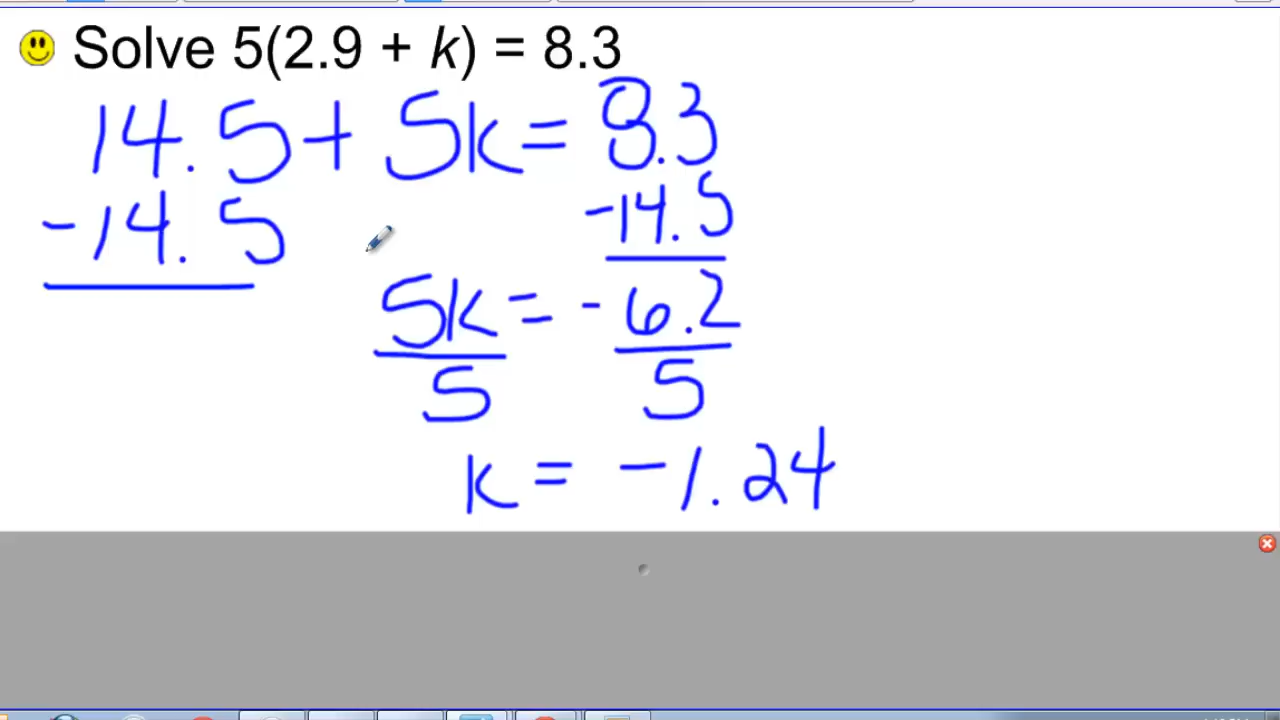 Solve 5(2.9 + k) = 8.3
14.5 + 5k = 8.3
-14.5 -14.5
5k = -6.2
5 5
k = -1.24